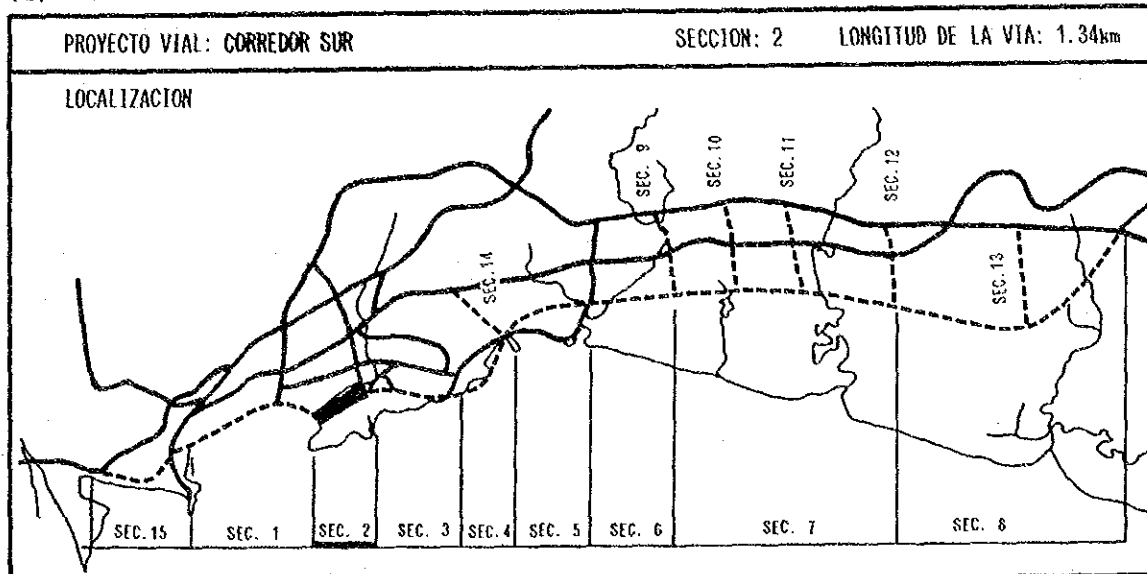 PROYECTO VIAL: CORREDOR SUR SECCION: 2 LONGITUD DE LA VIA: 1.34km
LOCALIZACION
SEC. 9
SEC.10
SEC.11
SEC.12
SEC.14
SEC.13
SEC.15 SEC. 1 SEC. 2 SEC. 3 SEC.4 SEC. 5 SEC. 6 SEC. 7 SEC. 8